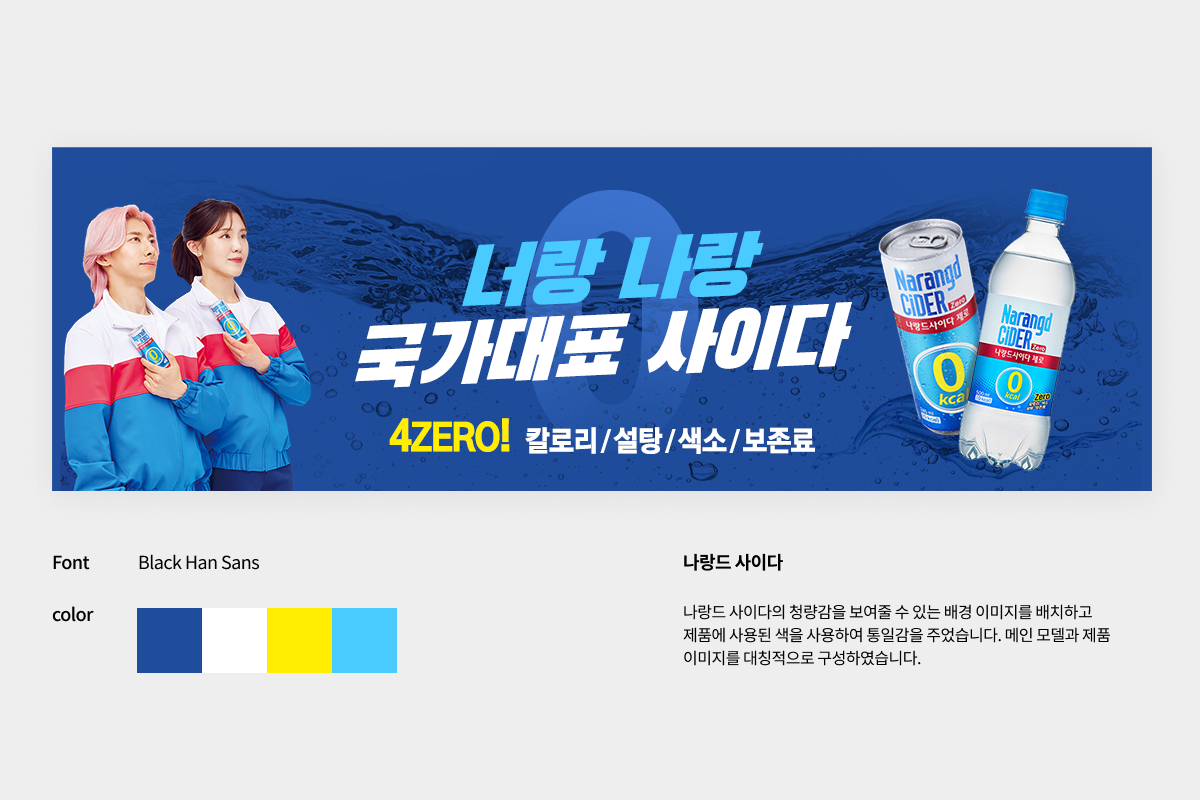 0
너랑 나랑
국가대표 사이다
4ZERO! 칼로리/설탕/색소/보존료
Narangd
CiDER Zero
나랑드사이다 제로
0
kcal
Narangd
CiDER Zero
나랑드사이다 제로
0
kcal
Zero
Font
Black Han Sans
color
나랑드 사이다
나랑드 사이다의 청량감을 보여줄 수 있는 배경 이미지를 배치하고
제품에 사용된 색을 사용하여 통일감을 주었습니다. 메인 모델과 제품
이미지를 대칭적으로 구성하였습니다.